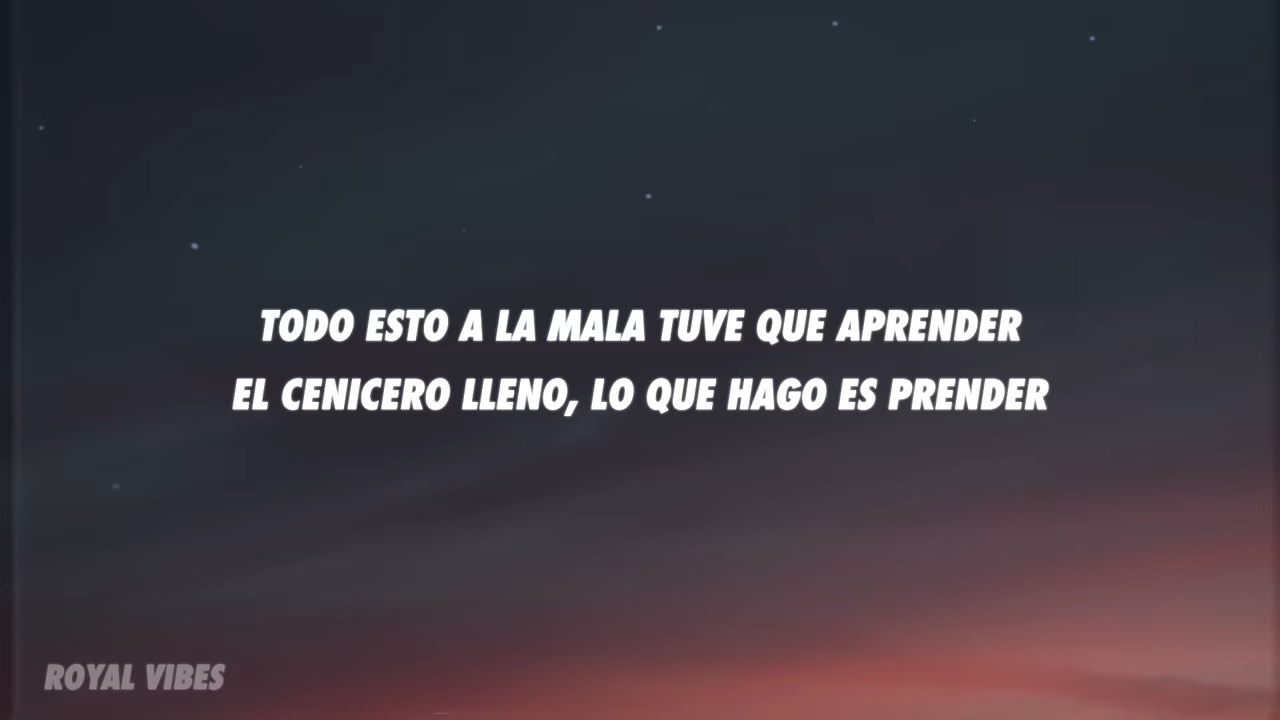 TODO ESTO A LA MALA TUVE QUE APRENDER
EL CENICERO LLENO, LO QUE HAGO ES PRENDER
ROYAL VIBES